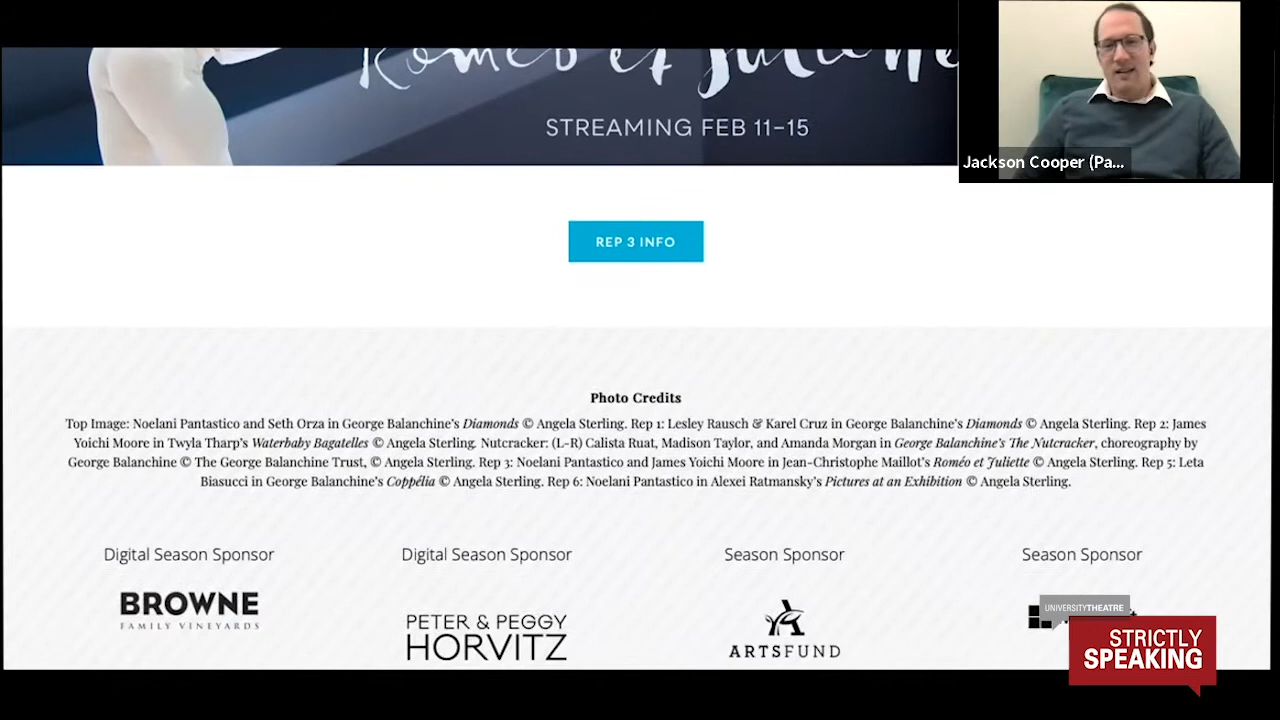 Roméo et Juliette
STREAMING FEB 11–15
Jackson Cooper (Pa...
REP 3 INFO
Photo Credits
Top Image: Noelani Pantastico and Seth Orza in George Balanchine's Diamonds © Angela Sterling. Rep 1: Lesley Rausch & Karel Cruz in George Balanchine's Diamonds © Angela Sterling. Rep 2: James
Yoichi Moore in Twyla Tharp's Waterbaby Bagatelles © Angela Sterling. Nutcracker: (L-R) Calista Ruat, Madison Taylor, and Amanda Morgan in George Balanchine's The Nutcracker, choreography by
George Balanchine © The George Balanchine Trust, © Angela Sterling. Rep 3: Noelani Pantastico and James Yoichi Moore in Jean-Christophe Maillot's Roméo et Juliette © Angela Sterling. Rep 5: Leta
Biasucci in George Balanchine's Coppélia © Angela Sterling. Rep 6: Noelani Pantastico in Alexei Ratmansky's Pictures at an Exhibition © Angela Sterling.
Digital Season Sponsor
Digital Season Sponsor
Season Sponsor
Season Sponsor
BROWNE
FAMILY VINEYARDS
PETER & PEGGY
HORVITZ
ARTSFUND
UNIVERSITYTHEATRE
STRICTLY
SPEAKING